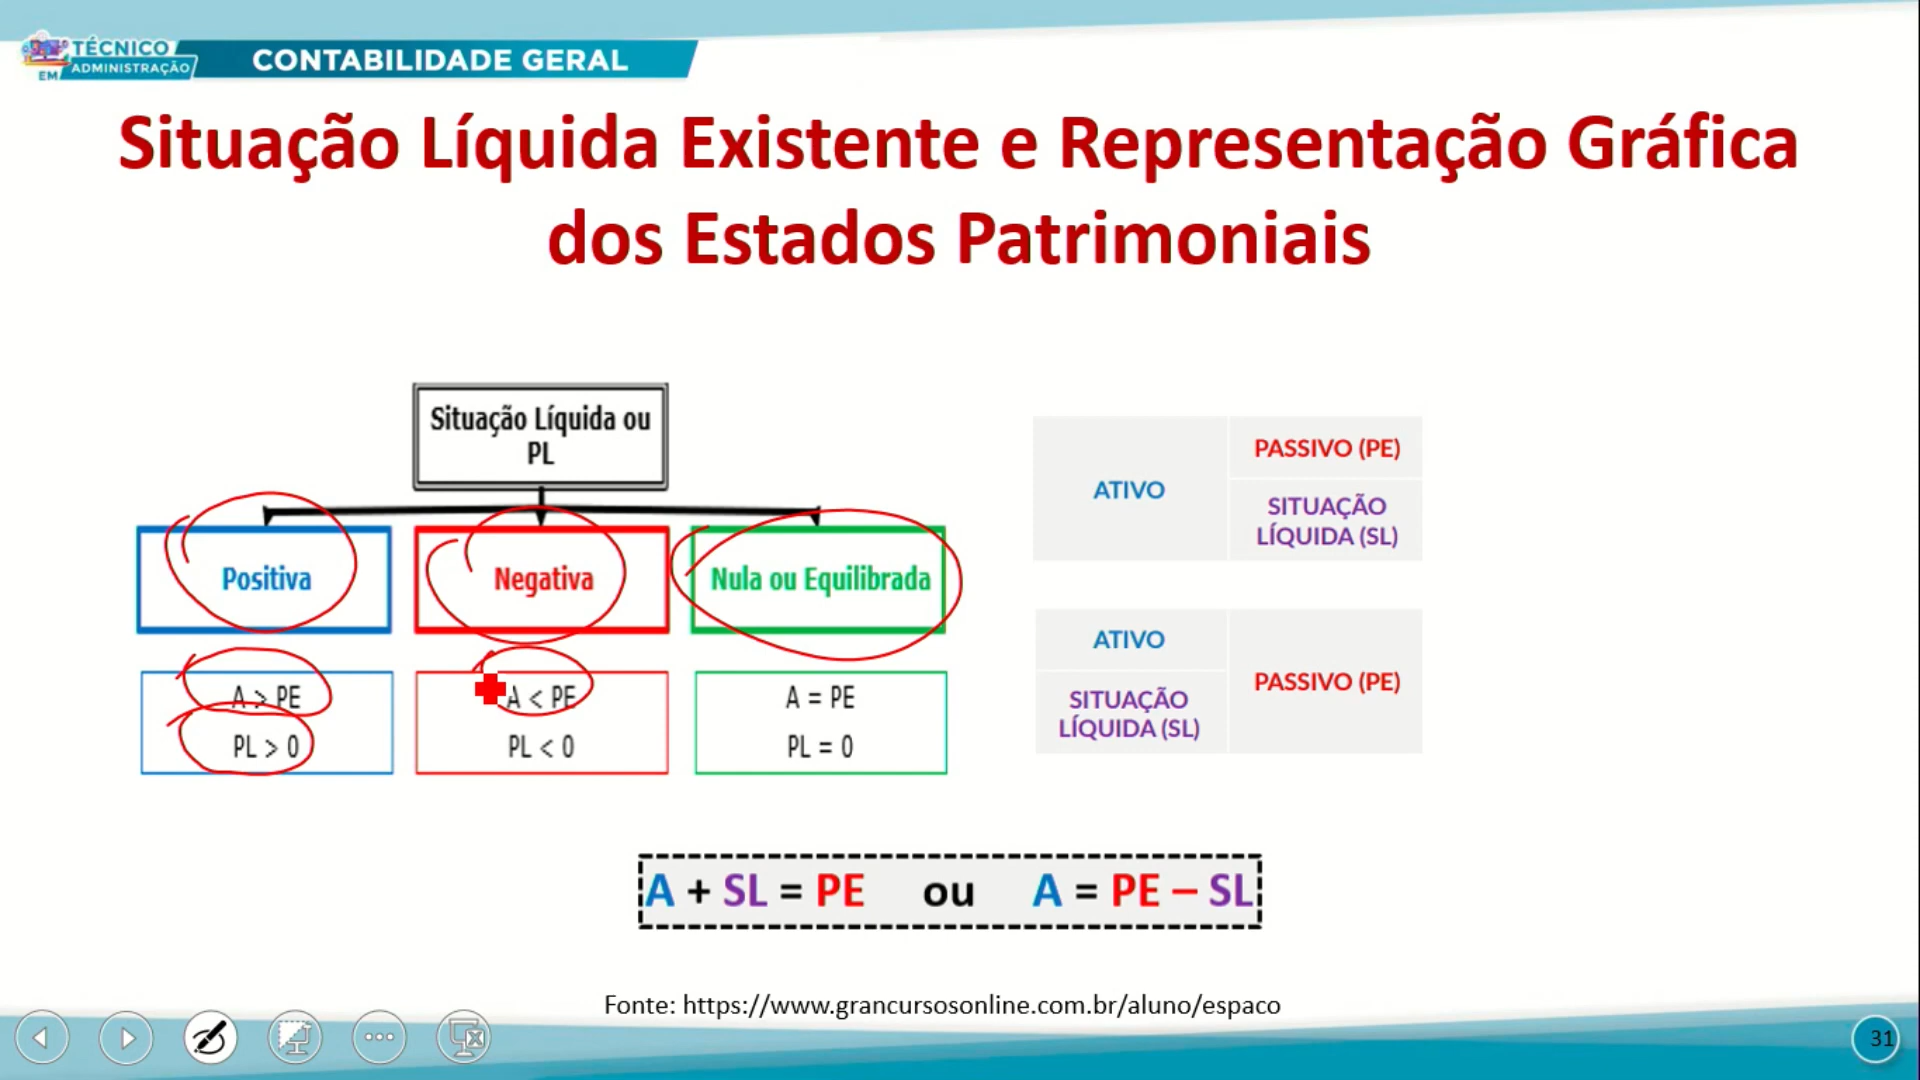 TÉCNICO
EM ADMINISTRAÇÃO
CONTABILIDADE GERAL
Situação Líquida Existente e Representação Gráfica
dos Estados Patrimoniais
Situação Líquida ou
PL
Positiva
Negativa
Nula ou Equilibrada
A > PE
PL > 0
A < PE
PL < 0
A = PE
PL = 0
ATIVO
PASSIVO (PE)
SITUAÇÃO
LÍQUIDA (SL)
ATIVO
SITUAÇÃO
LÍQUIDA (SL)
PASSIVO (PE)
A + SL = PE ou A = PE – SL
Fonte: https://www.grancursosonline.com.br/aluno/espaco
31